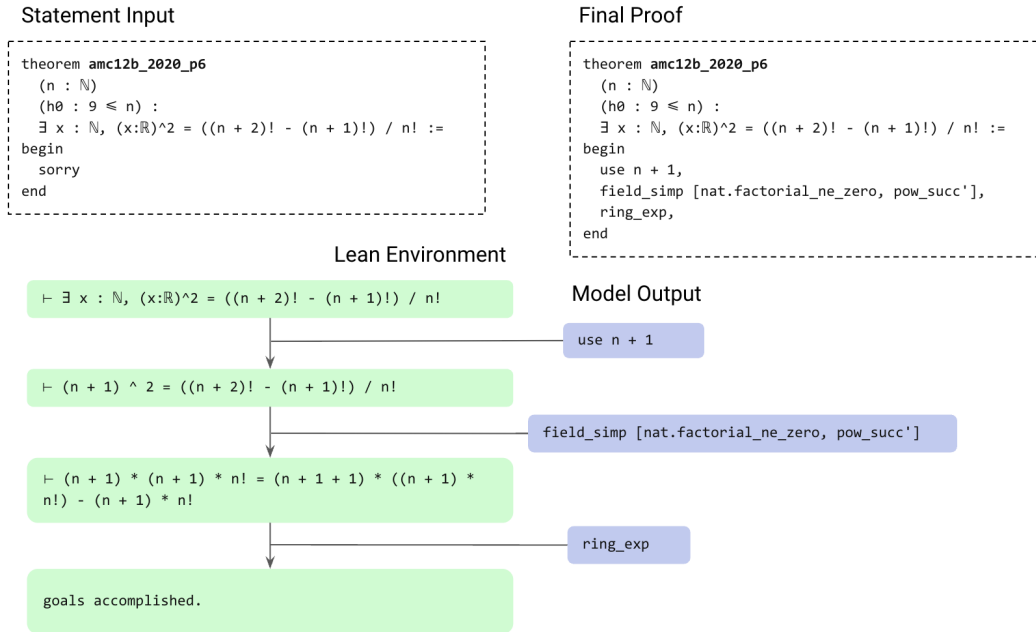 Statement Input
theorem amc12b_2020_p6
(n : ℕ)
(h0 : 9 ≤ n) :
∃ x : ℕ, (x:ℝ)^2 = ((n + 2)! - (n + 1)!) / n! :=
begin
sorry
end
Final Proof
theorem amc12b_2020_p6
(n : ℕ)
(h0 : 9 ≤ n) :
∃ x : ℕ, (x:ℝ)^2 = ((n + 2)! - (n + 1)!) / n! :=
begin
use n + 1,
field_simp [nat.factorial_ne_zero, pow_succ'],
ring_exp,
end
Lean Environment
Model Output
⊢ ∃ x : ℕ, (x:ℝ)^2 = ((n + 2)! - (n + 1)!) / n!
use n + 1
⊢ (n + 1) ^ 2 = ((n + 2)! - (n + 1)!) / n!
field_simp [nat.factorial_ne_zero, pow_succ']
⊢ (n + 1) * (n + 1) * n! = (n + 1 + 1) * ((n + 1) *
n!) - (n + 1) * n!
ring_exp
goals accomplished.